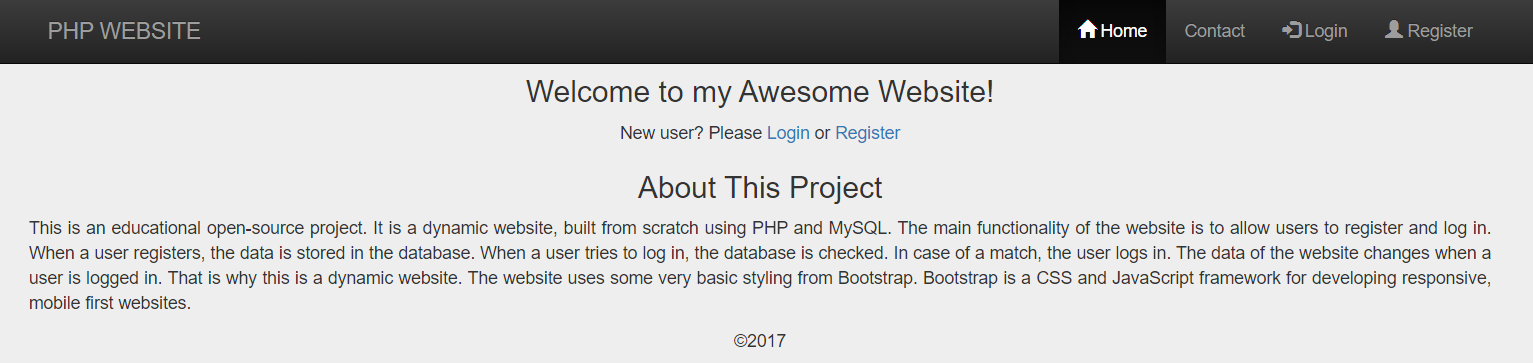 PHP WEBSITE Home Contact Login Register
Welcome to my Awesome Website!
New user? Please Login or Register
About This Project
This is an educational open-source project. It is a dynamic website, built from scratch using PHP and MySQL. The main functionality of the website is to allow users to register and log in.
When a user registers, the data is stored in the database. When a user tries to log in, the database is checked. In case of a match, the user logs in. The data of the website changes when a
user is logged in. That is why this is a dynamic website. The website uses some very basic styling from Bootstrap. Bootstrap is a CSS and JavaScript framework for developing responsive,
mobile first websites.
©2017